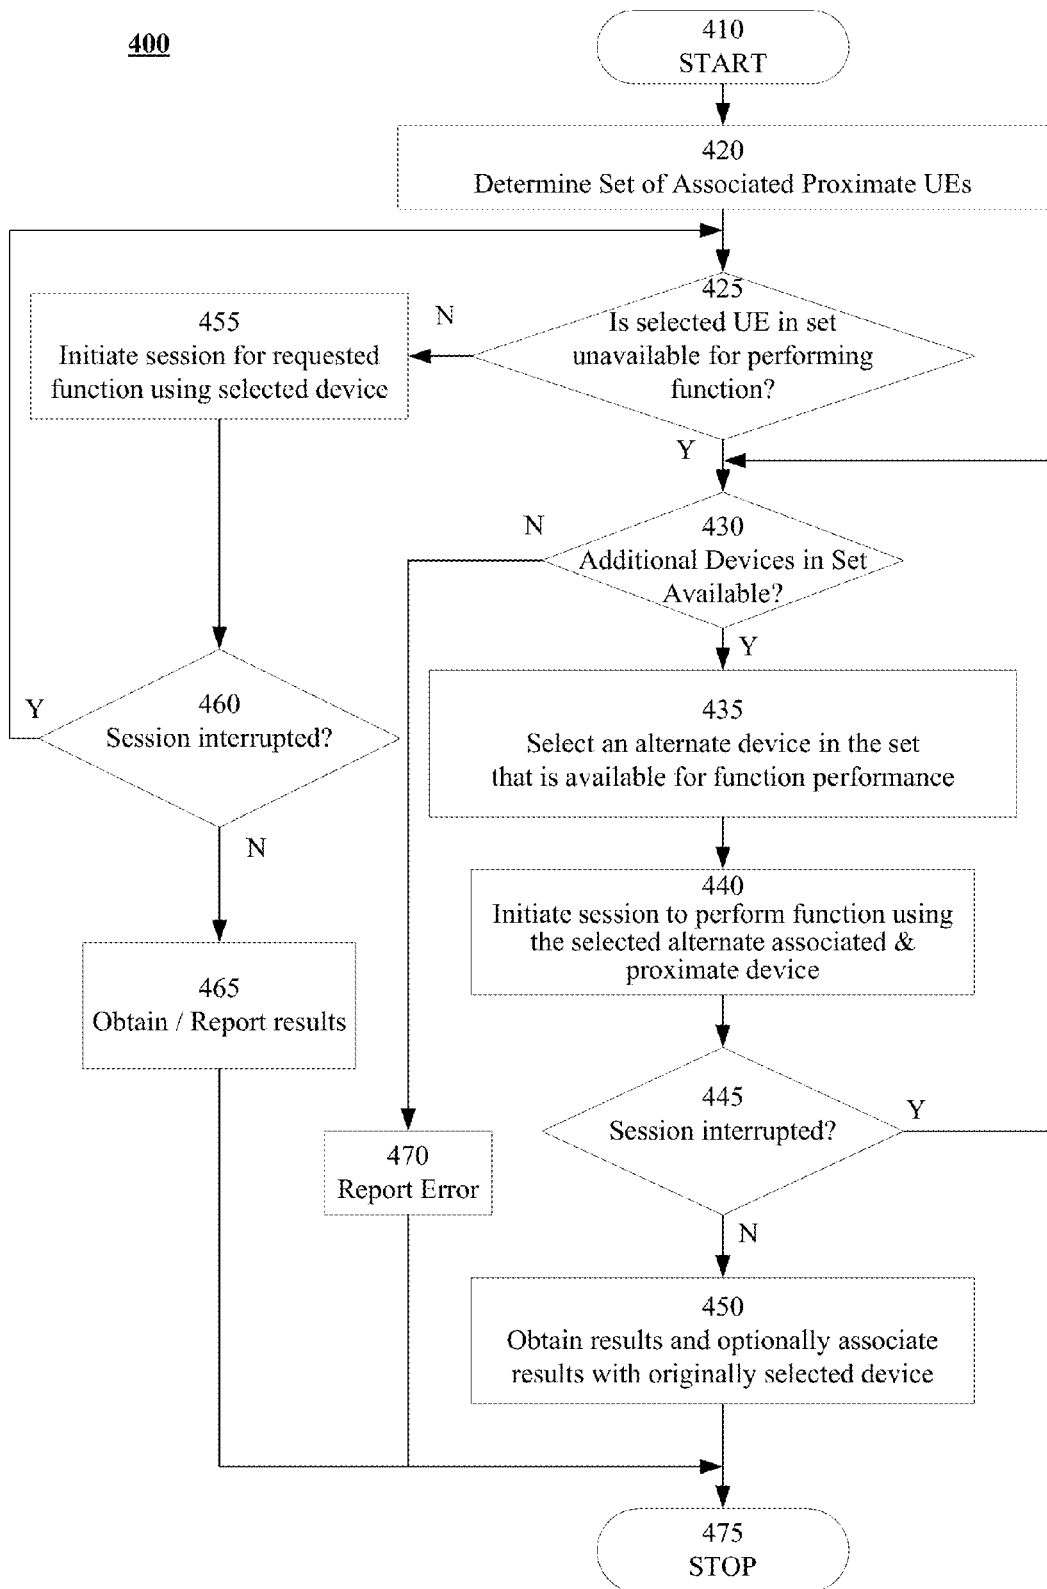 400
410
START
420
Determine Set of Associated Proximate UEs
425
Is selected UE in set
unavailable for performing
function?
N
455
Initiate session for requested
function using selected device
Y
430
Additional Devices in Set
Available?
N
Y
435
Select an alternate device in the set
that is available for function performance
460
Session interrupted?
Y
N
440
Initiate session to perform function using
the selected alternate associated &
proximate device
465
Obtain / Report results
445
Session interrupted?
Y
470
Report Error
N
450
Obtain results and optionally associate
results with originally selected device
475
STOP